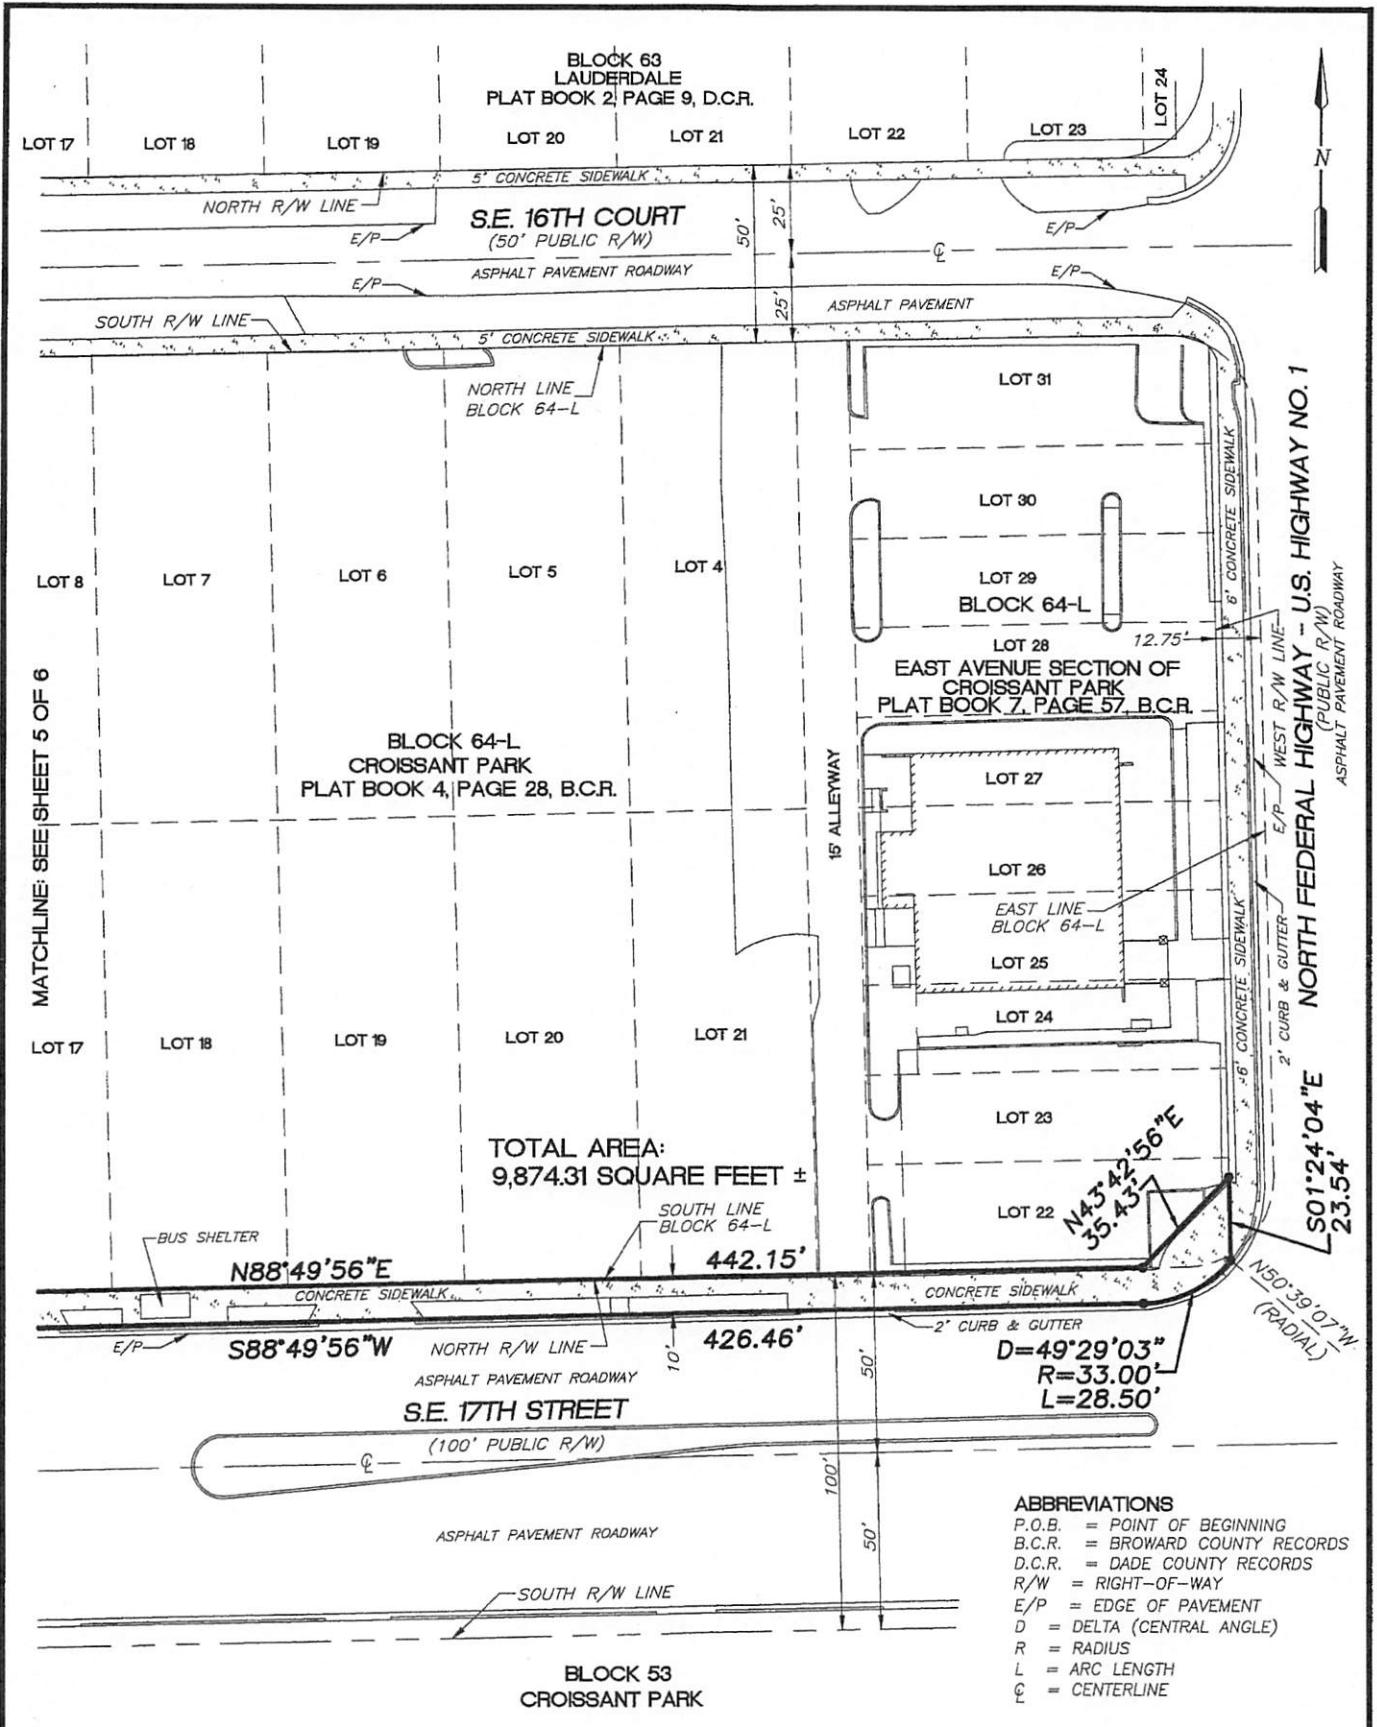 BLOCK 63
LAUDERDALE
PLAT BOOK 2, PAGE 9, D.C.R.
LOT 17
LOT 18
LOT 19
LOT 20
LOT 21
LOT 22
LOT 23
LOT 24
N
5' CONCRETE SIDEWALK
NORTH R/W LINE
S.E. 16TH COURT
(50' PUBLIC R/W)
E/P
E/P
50'
25'
℄
ASPHALT PAVEMENT ROADWAY
E/P
E/P
25'
ASPHALT PAVEMENT
SOUTH R/W LINE
5' CONCRETE SIDEWALK
NORTH LINE
BLOCK 64-L
LOT 31
LOT 30
LOT 29
BLOCK 64-L
LOT 28
12.75'
EAST AVENUE SECTION OF
CROISSANT PARK
PLAT BOOK 7, PAGE 57, B.C.R.
LOT 8
LOT 7
LOT 6
LOT 5
LOT 4
MATCHLINE: SEE SHEET 5 OF 6
BLOCK 64-L
CROISSANT PARK
PLAT BOOK 4, PAGE 28, B.C.R.
15' ALLEYWAY
LOT 27
LOT 26
EAST LINE
BLOCK 64-L
LOT 25
LOT 24
LOT 23
LOT 22
6' CONCRETE SIDEWALK
6' CONCRETE SIDEWALK
WEST R/W LINE
E/P
2' CURB & GUTTER
NORTH FEDERAL HIGHWAY - U.S. HIGHWAY NO. 1
(PUBLIC R/W)
ASPHALT PAVEMENT ROADWAY
LOT 17
LOT 18
LOT 19
LOT 20
LOT 21
TOTAL AREA:
9,874.31 SQUARE FEET ±
SOUTH LINE
BLOCK 64-L
N43°42'56"E
35.43'
S01°24'04"E
23.54'
BUS SHELTER
N88°49'56"E
442.15'
CONCRETE SIDEWALK
CONCRETE SIDEWALK
N50°39'07"W
(RADIAL)
E/P
S88°49'56"W
NORTH R/W LINE
10'
426.46'
2' CURB & GUTTER
50'
D=49°29'03"
R=33.00'
L=28.50'
ASPHALT PAVEMENT ROADWAY
S.E. 17TH STREET
(100' PUBLIC R/W)
℄
100'
50'
ASPHALT PAVEMENT ROADWAY
SOUTH R/W LINE
BLOCK 53
CROISSANT PARK
ABBREVIATIONS
P.O.B. = POINT OF BEGINNING
B.C.R. = BROWARD COUNTY RECORDS
D.C.R. = DADE COUNTY RECORDS
R/W = RIGHT-OF-WAY
E/P = EDGE OF PAVEMENT
D = DELTA (CENTRAL ANGLE)
R = RADIUS
L = ARC LENGTH
℄ = CENTERLINE